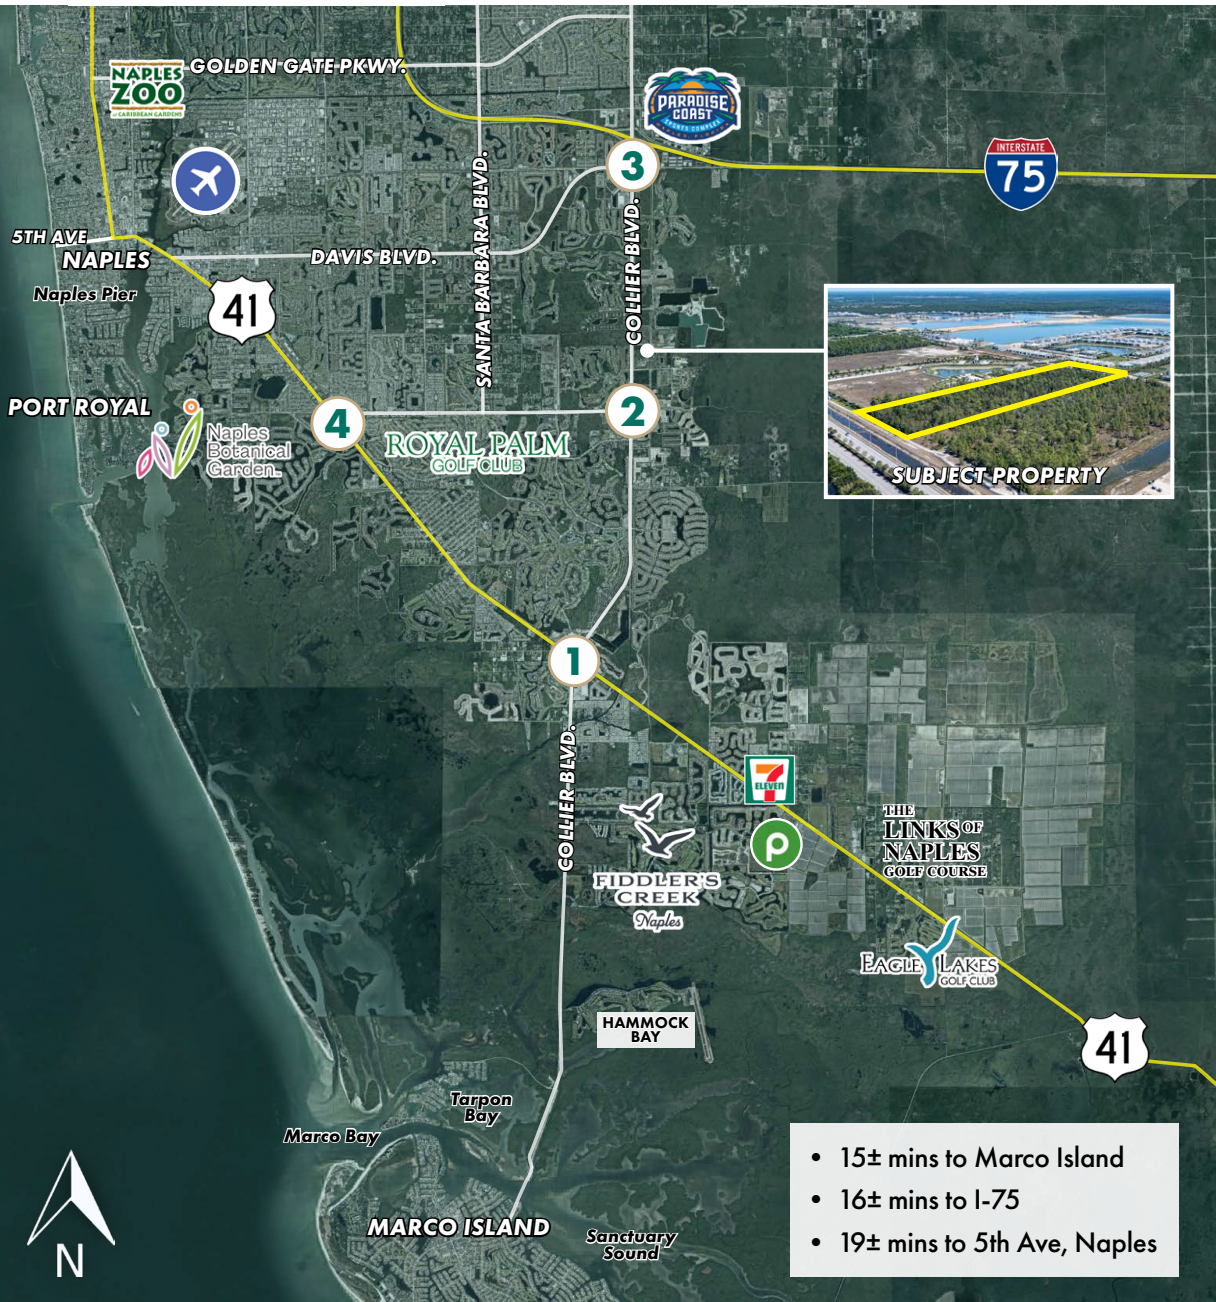 GOLDEN GATE PKWY.
NAPLES
ZOO
at CARIBBEAN GARDENS
PARADISE
COAST
SPORTS COMPLEX
NAPLES, FLORIDA
3
INTERSTATE
75
SANTA BARBARA BLVD.
COLLIER BLVD.
5TH AVE
NAPLES
DAVIS BLVD.
Naples Pier
41
SUBJECT PROPERTY
PORT ROYAL
4
2
Naples
Botanical
Garden
ROYAL PALM
GOLF CLUB
1
COLLIER BLVD.
7
ELEVEN
p
THE
LINKS OF
NAPLES
GOLF COURSE
FIDDLER'S
CREEK
Naples
EAGLE LAKES
GOLF CLUB
HAMMOCK
BAY
41
Tarpon
Bay
Marco Bay
MARCO ISLAND
Sanctuary
Sound
N
• 15± mins to Marco Island
• 16± mins to I-75
• 19± mins to 5th Ave, Naples